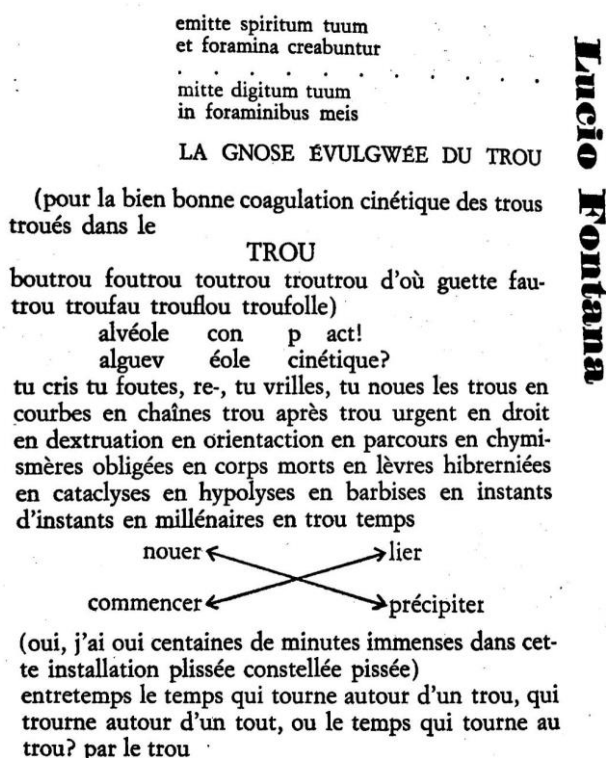 emitte spiritum tuum
et foramina creabuntur
. . . . . . . . . . . .
mitte digitum tuum
in foraminibus meis
LA GNOSE ÉVULGWÉE DU TROU
(pour la bien bonne coagulation cinétique des trous
troués dans le
TROU
boutrou foutrou toutrou troutrou d'où guette fau-
trou troufau trouflou troufolle)
alvéole con p act!
alguev éole cinétique?
tu cris tu foutes, re-, tu vrilles, tu noues les trous en
courbes en chaînes trou après trou urgent en droit
en dextruation en orientaction en parcours en chymi-
smères obligées en corps morts en lèvres hibrerniées
en cataclyses en hypolyses en barbises en instants
d'instants en millénaires en trou temps
nouer lier
commencer précipiter
(oui, j'ai oui centaines de minutes immenses dans cet-
te installation plissée constellée pissée)
entretemps le temps qui tourne autour d'un trou, qui
trourne autour d'un tout, ou le temps qui tourne au
trou? par le trou
Lucio Fontana